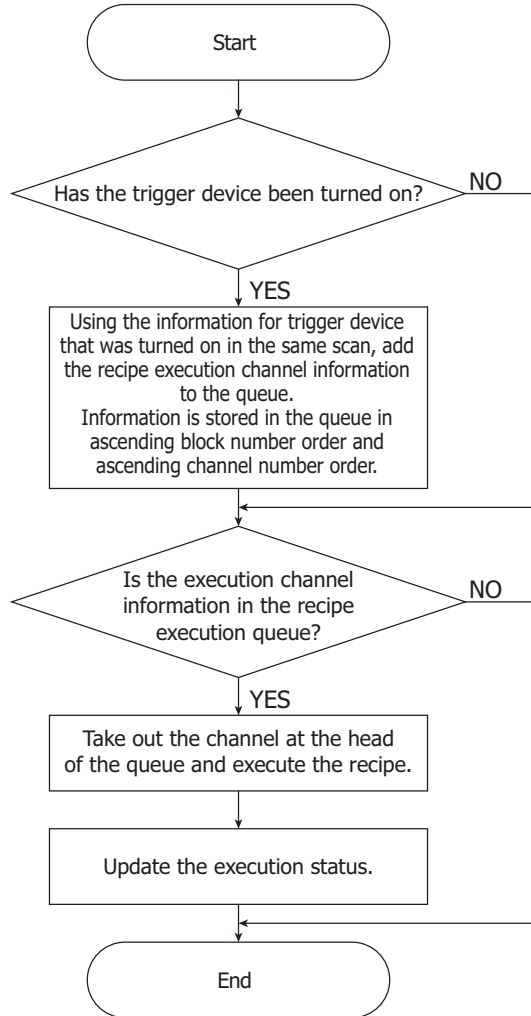 Start
Has the trigger device been turned on?
NO
YES
Using the information for trigger device
that was turned on in the same scan, add
the recipe execution channel information
to the queue.
Information is stored in the queue in
ascending block number order and
ascending channel number order.
Is the execution channel
information in the recipe
execution queue?
NO
YES
Take out the channel at the head
of the queue and execute the recipe.
Update the execution status.
End